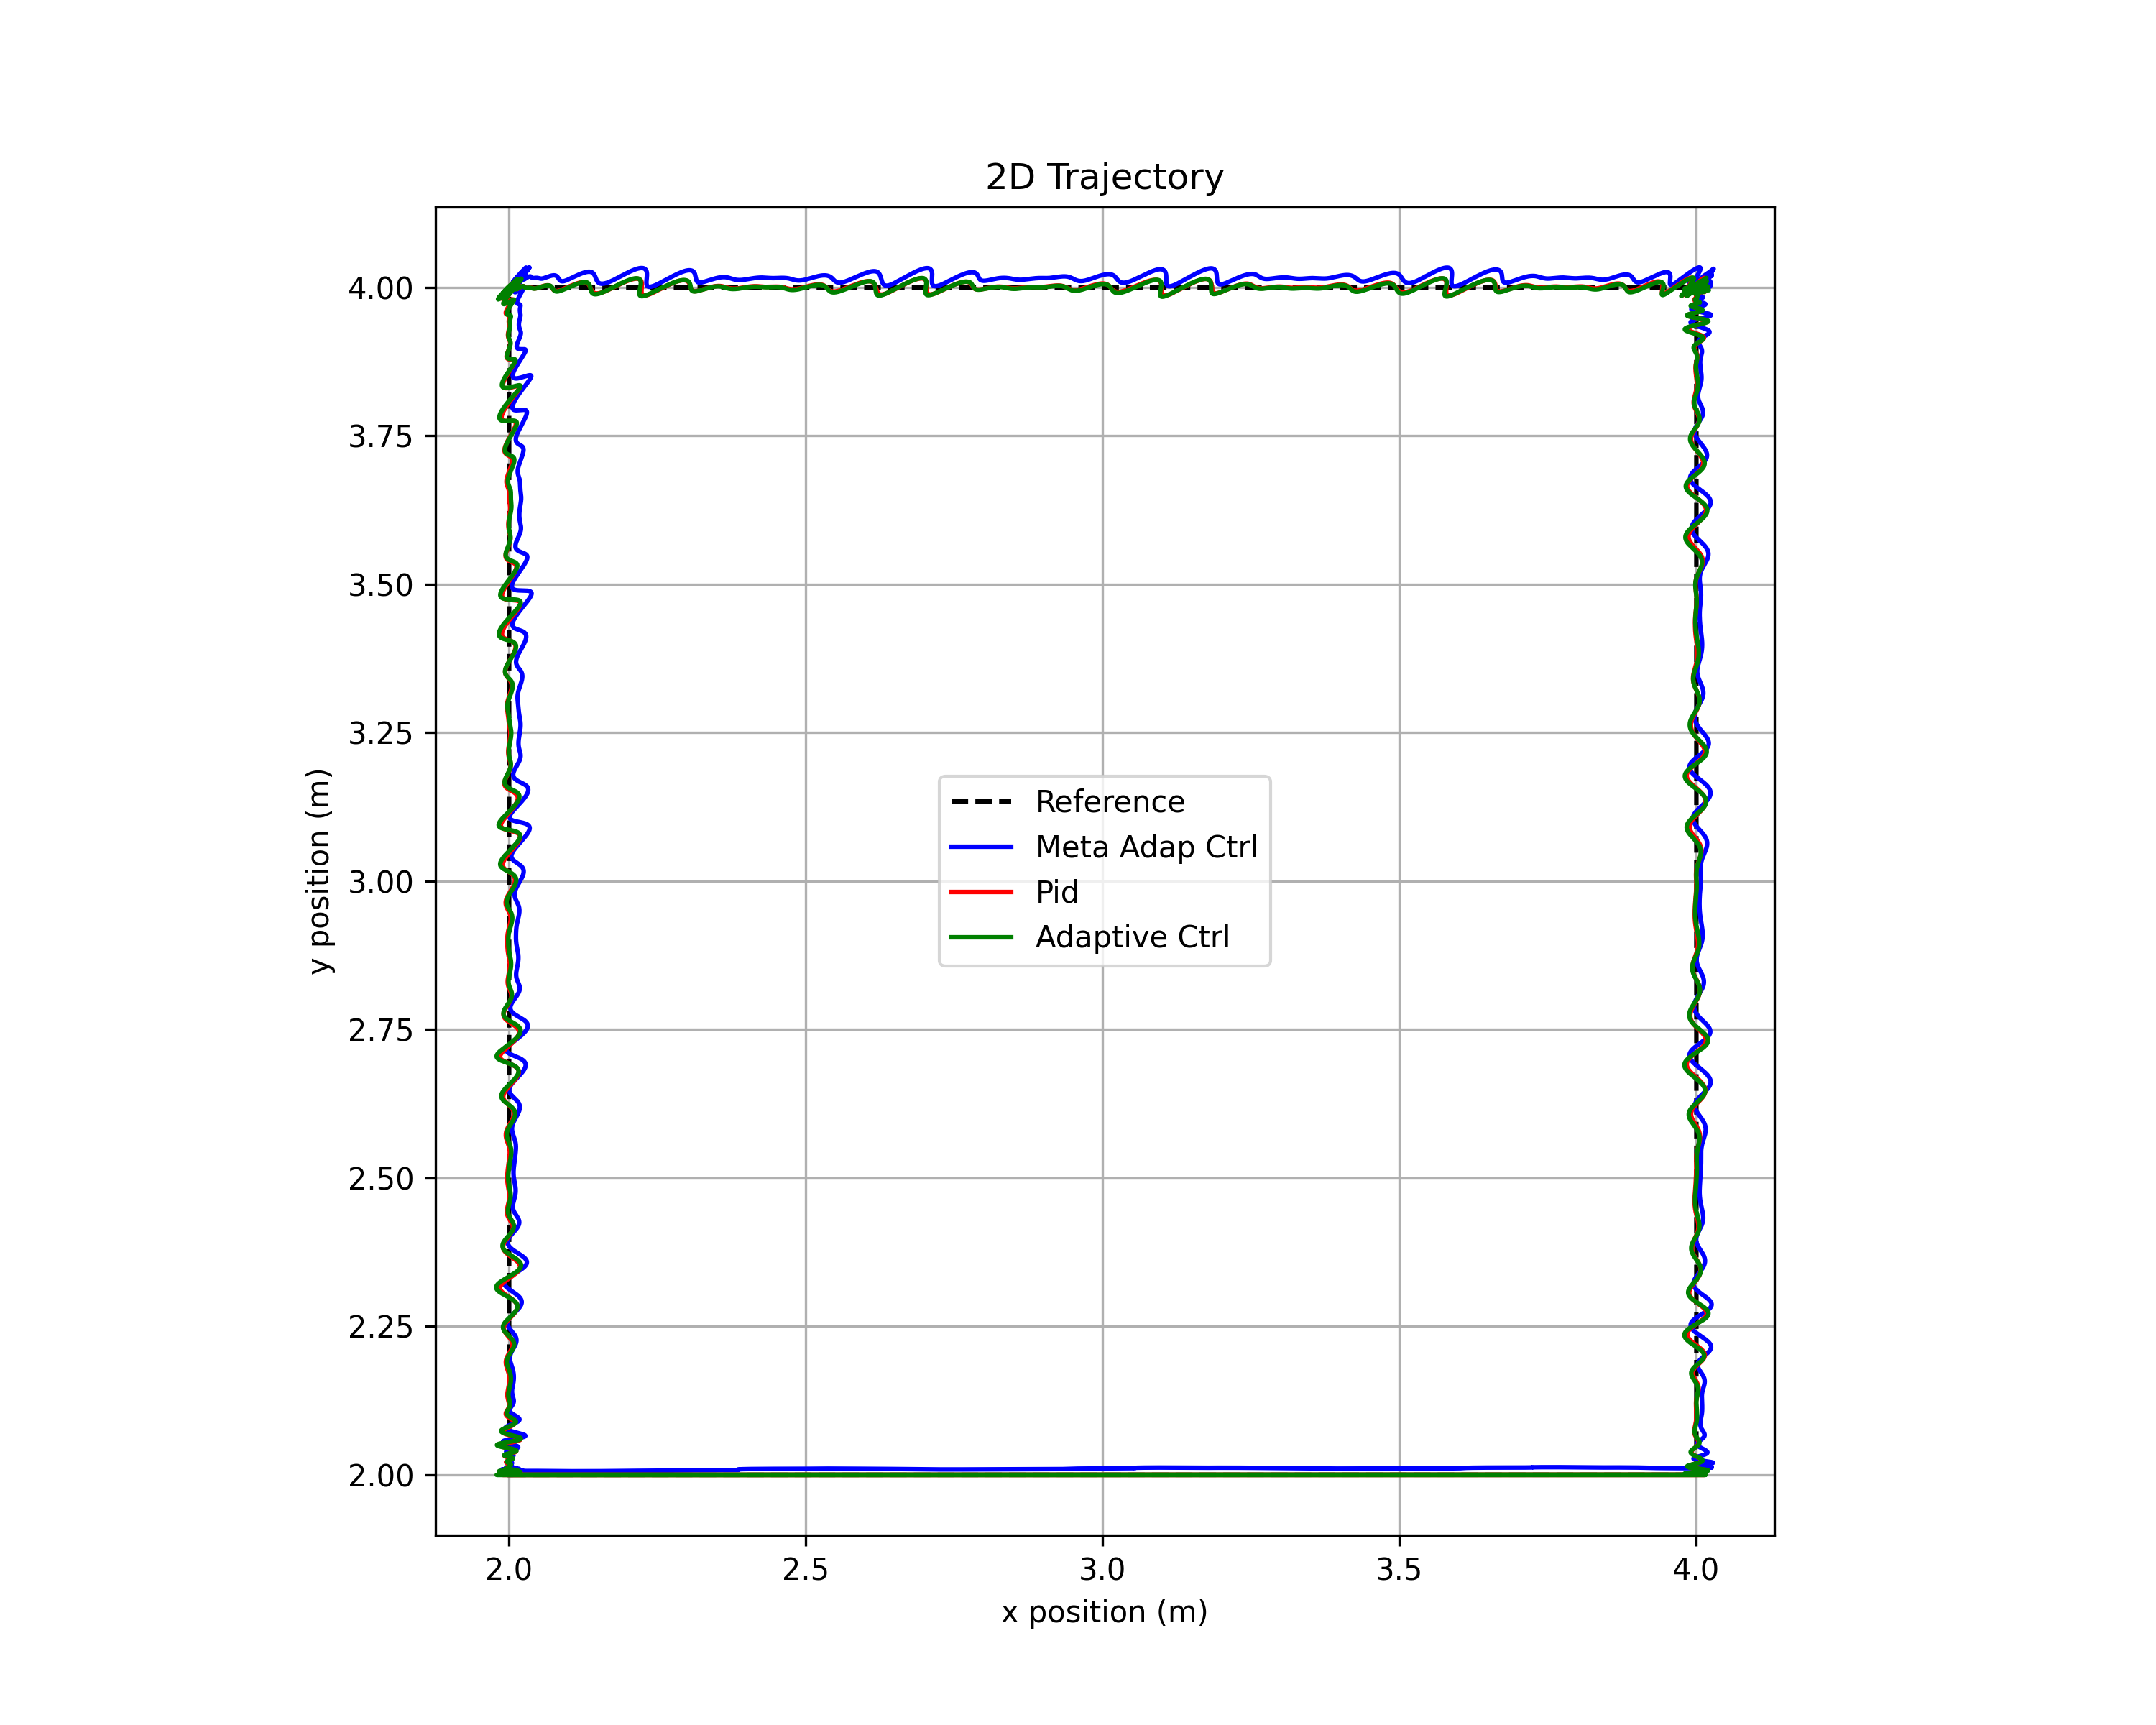 2D Trajectory
4.00
3.75
3.50
3.25
3.00
2.75
2.50
2.25
2.00
y position (m)
Reference
Meta Adap Ctrl
Pid
Adaptive Ctrl
2.0 2.5 3.0 3.5 4.0
x position (m)